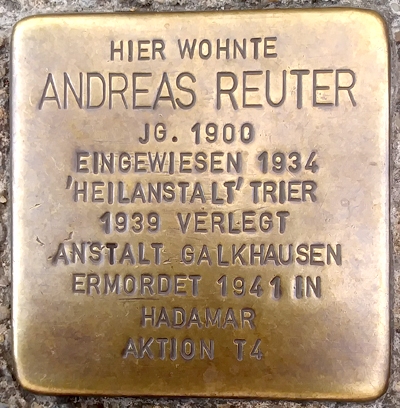 HIER WOHNTE
ANDREAS REUTER
JG. 1900
EINGEWIESEN 1934
'HEILANSTALT' TRIER
1939 VERLEGT
ANSTALT GALKHAUSEN
ERMORDET 1941 IN
HADAMAR
AKTION T4